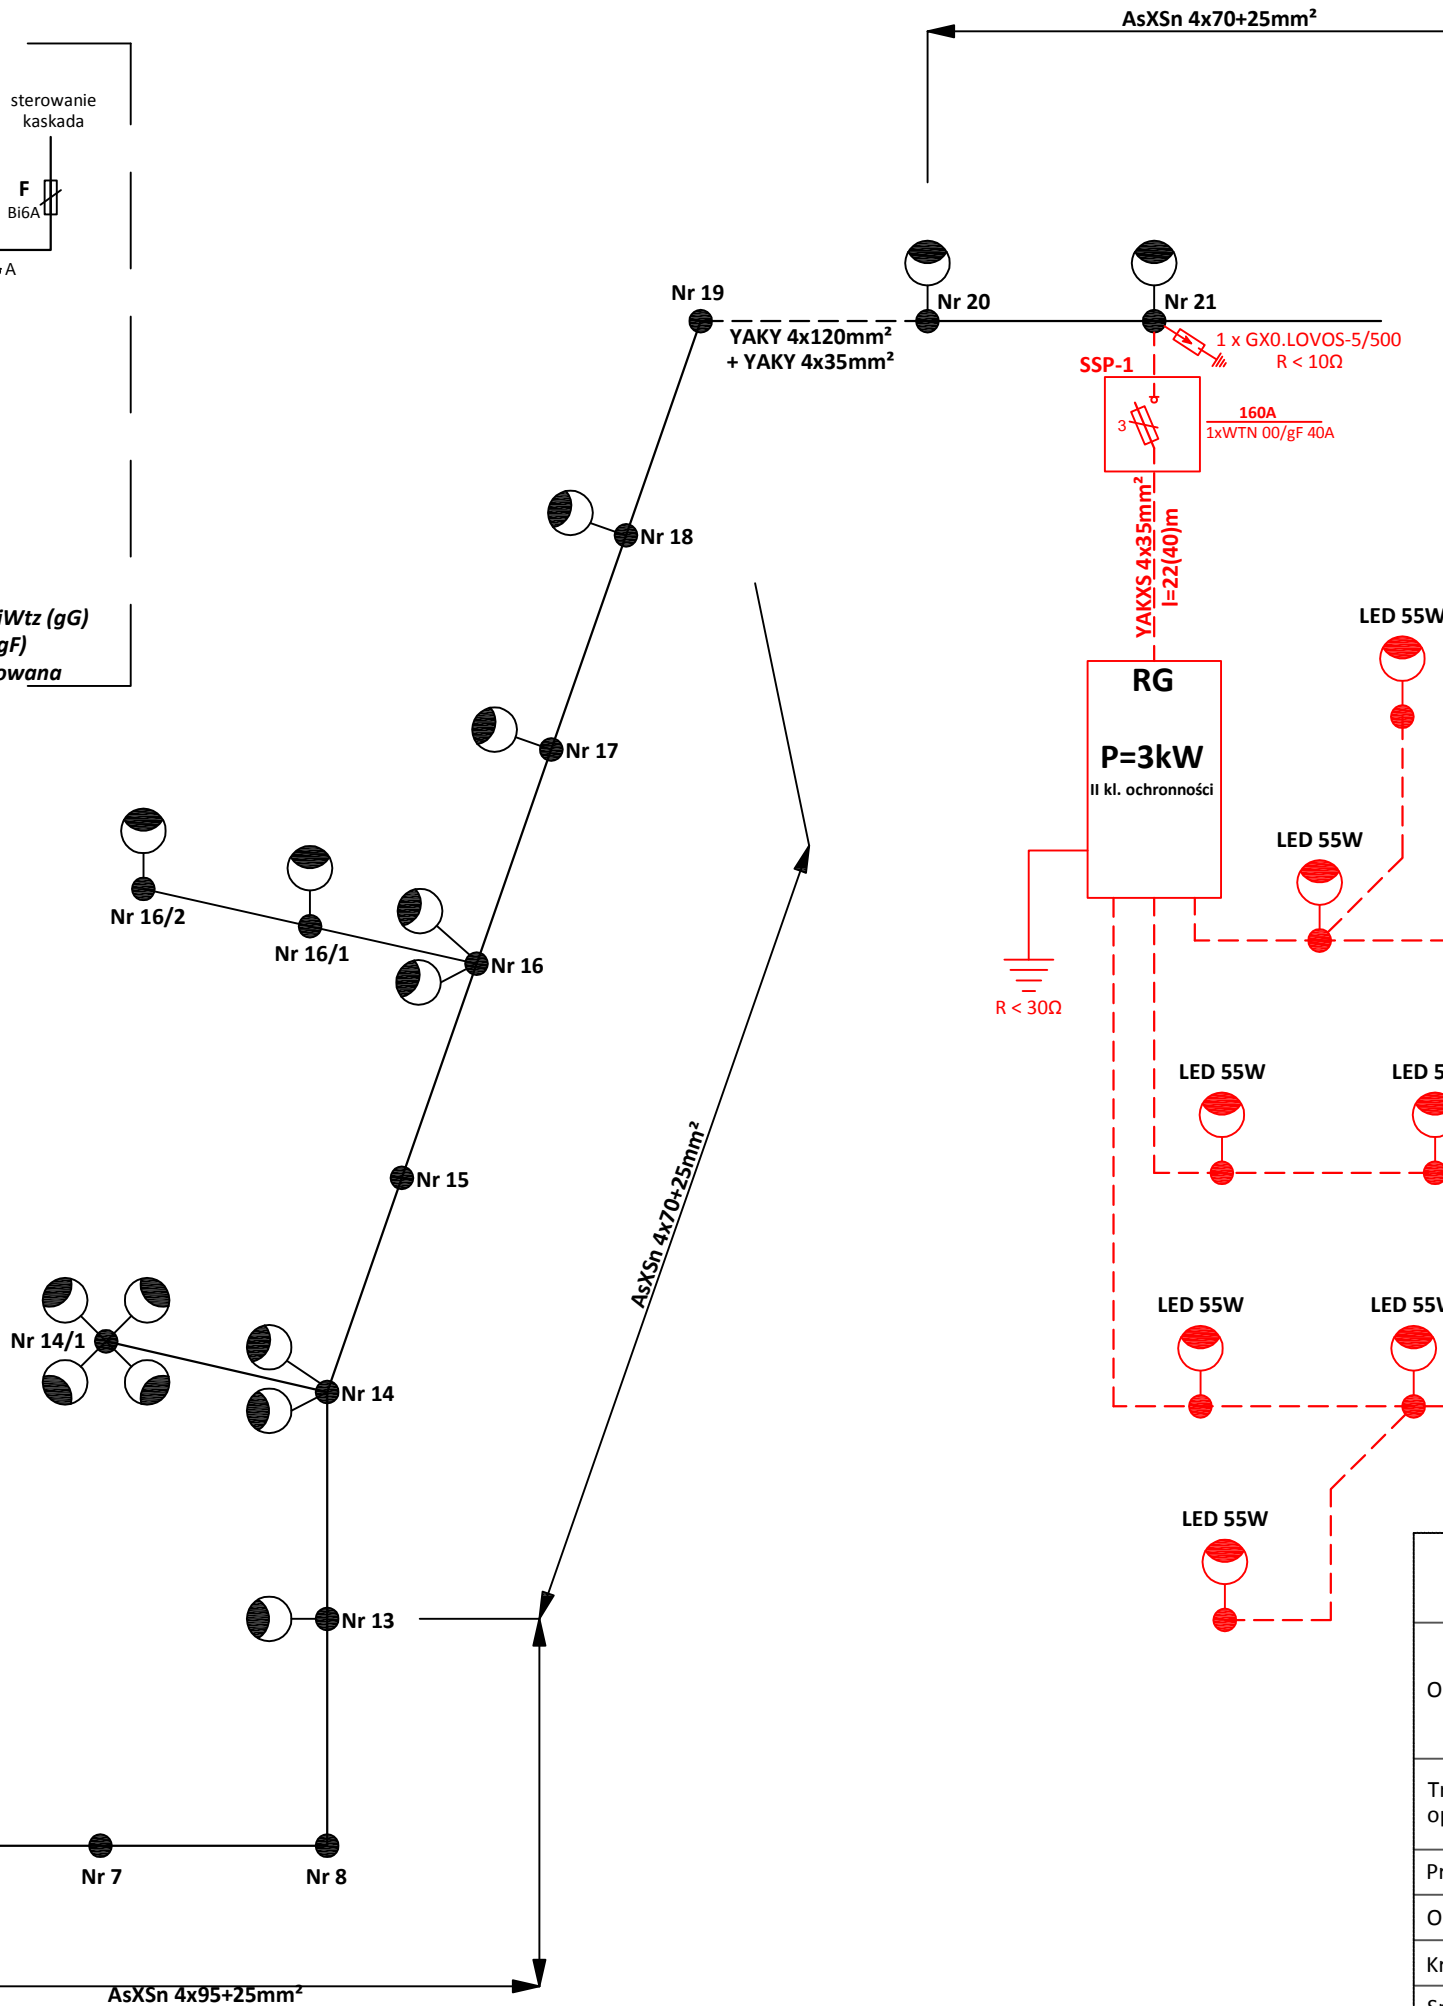 AsXSn 4x70+25mm²
sterowanie
kaskada
F
Bi6A
A
Nr 19
Nr 20
Nr 21
YAKY 4x120mm²
+ YAKY 4x35mm²
1 x GX0.LOVOS-5/500
R < 10Ω
SSP-1
3
160A
1xWTN 00/gF 40A
Nr 18
YAKXS 4x35mm²
l=22(40)m
iWtz (gG)
gF)
owana
LED 55W
RG
P=3kW
II kl. ochronności
Nr 17
LED 55W
Nr 16/2
Nr 16/1
Nr 16
R < 30Ω
LED 55W
LED 5
AsXSn 4x70+25mm²
Nr 15
Nr 14/1
Nr 14
LED 55W
LED 55W
LED 55W
Nr 13
O
Tr
op
Pr
O
Kr
Nr 7
Nr 8
AsXSn 4x95+25mm²